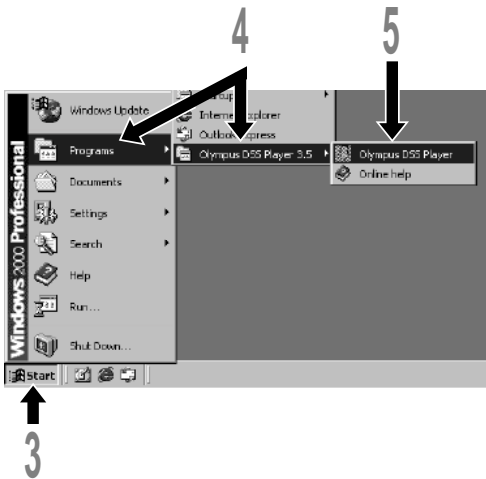 4
5
Windows Update
Startup
Internet Explorer
Outlook Express
Programs
Olympus DSS Player 3.5
Olympus DSS Player
Online help
Documents
Settings
Search
Help
Run...
Shut Down...
Windows 2000 Professional
Start
3